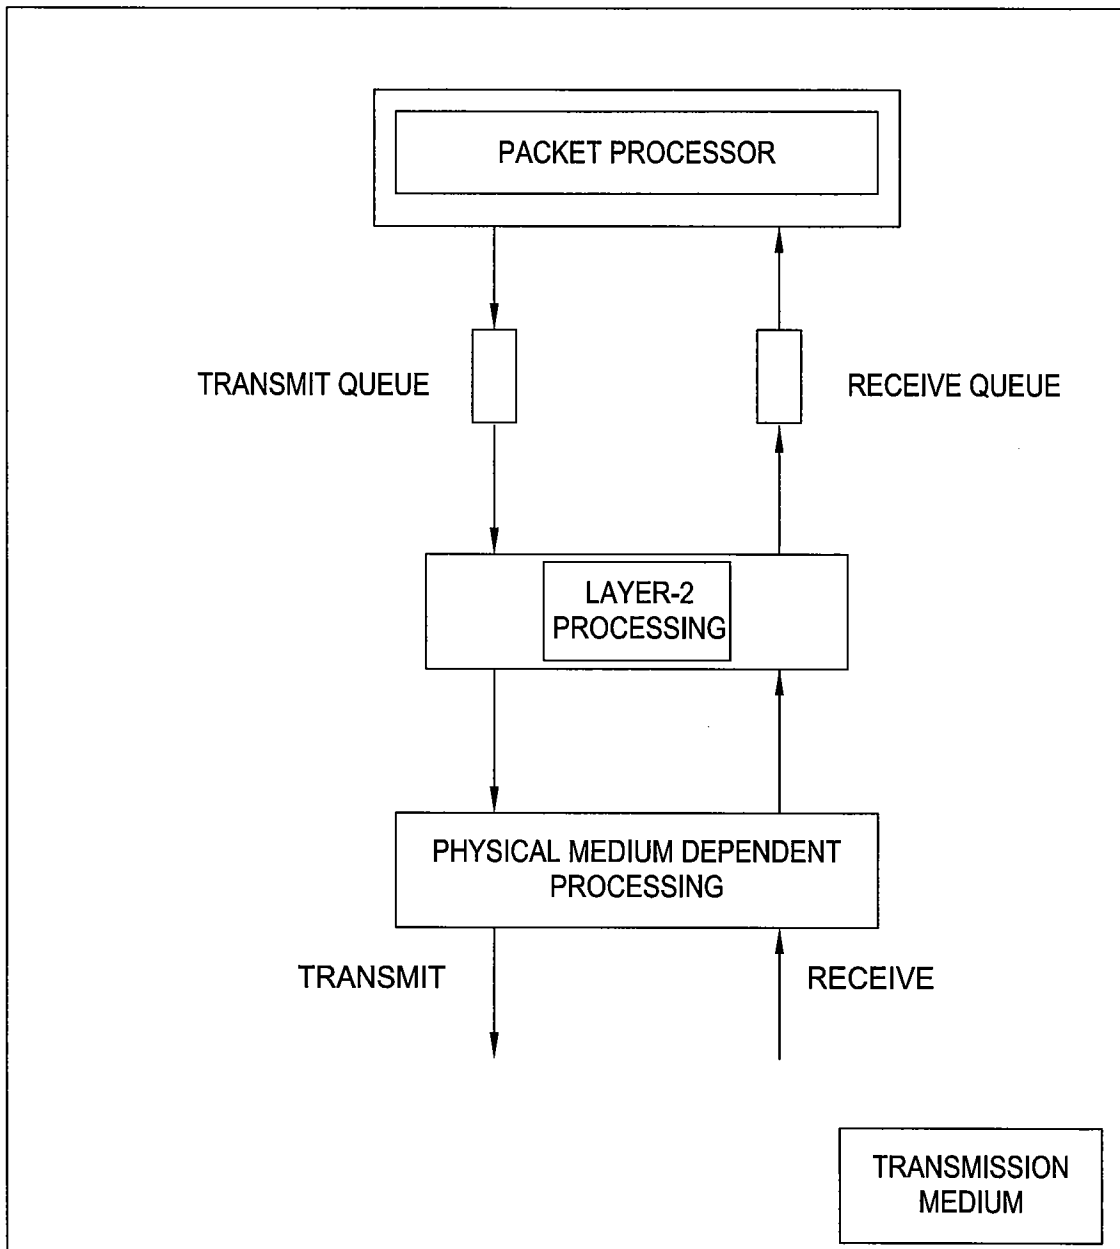 PACKET PROCESSOR
TRANSMIT QUEUE
RECEIVE QUEUE
LAYER-2
PROCESSING
PHYSICAL MEDIUM DEPENDENT
PROCESSING
TRANSMIT
RECEIVE
TRANSMISSION
MEDIUM